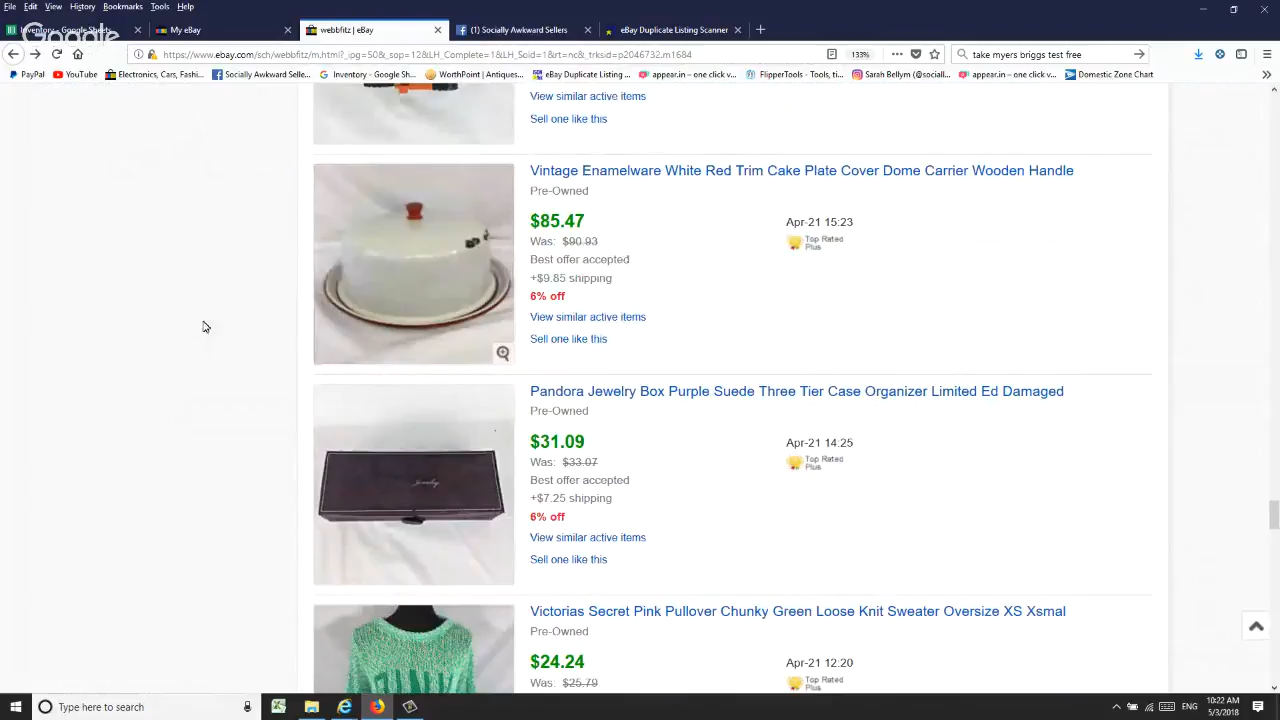 File Edit View History Bookmarks Tools Help
Inventory - Google Sheets
My eBay
webbfitz | eBay
(1) Socially Awkward Sellers
eBay Duplicate Listing Scanner
Google
https://www.ebay.com/sch/webbfitz/m.html?_ipg=50&_sop=12&LH_Complete=1&LH_Sold=1&rt=nc&_trksid=p2046732.m1684
133%
take myers briggs test free
PayPal
YouTube
Electronics, Cars, Fashi...
Socially Awkward Selle...
Inventory - Google Sh...
WorthPoint | Antiques...
eBay Duplicate Listing ...
appear.in – one click v...
FlipperTools - Tools, ti...
Sarah Bellym (@sociall...
appear.in – one click v...
Domestic Zone Chart
View similar active items
Sell one like this
Vintage Enamelware White Red Trim Cake Plate Cover Dome Carrier Wooden Handle
Pre-Owned
$85.47
Apr-21 15:23
Was: $90.93
Top Rated
Plus
Best offer accepted
+$9.85 shipping
6% off
View similar active items
Sell one like this
Pandora Jewelry Box Purple Suede Three Tier Case Organizer Limited Ed Damaged
Pre-Owned
$31.09
Apr-21 14:25
Was: $33.07
Top Rated
Plus
Best offer accepted
+$7.25 shipping
6% off
View similar active items
Sell one like this
jewelry
Victorias Secret Pink Pullover Chunky Green Loose Knit Sweater Oversize XS Xsmal
Pre-Owned
$24.24
Apr-21 12:20
Was: $25.79
Top Rated
Plus
Type here to search
ENG
10:22 AM
5/3/2018